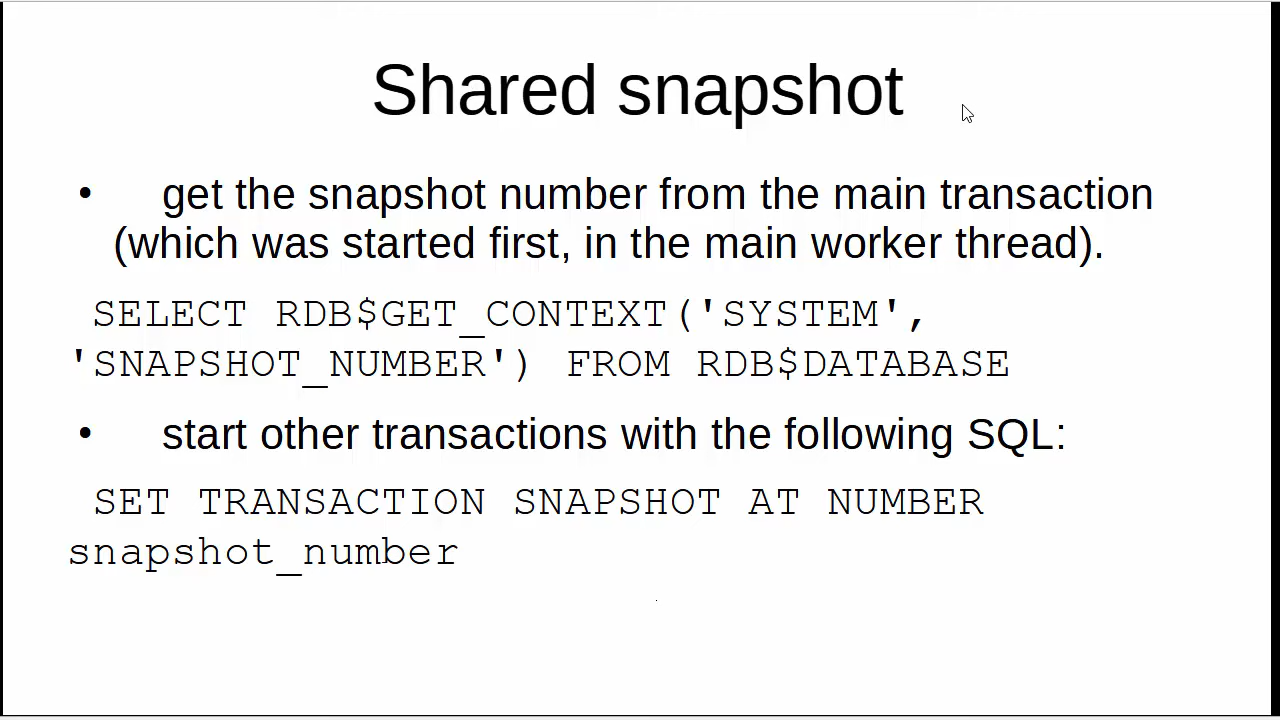 Shared snapshot
• get the snapshot number from the main transaction
(which was started first, in the main worker thread).
SELECT RDB$GET_CONTEXT('SYSTEM',
'SNAPSHOT_NUMBER') FROM RDB$DATABASE
• start other transactions with the following SQL:
SET TRANSACTION SNAPSHOT AT NUMBER
snapshot_number